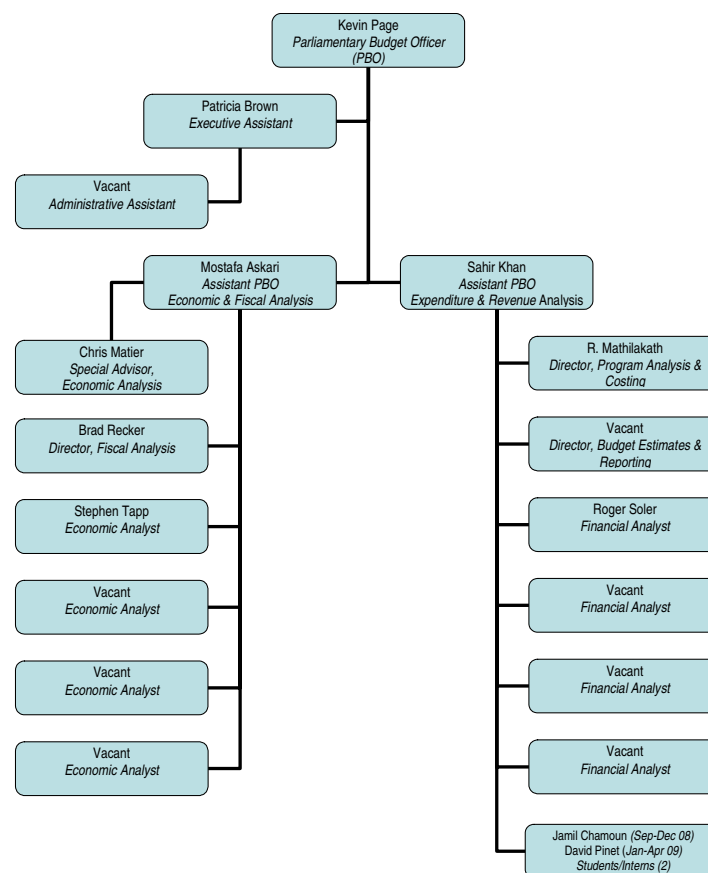 Kevin Page
Parliamentary Budget Officer
(PBO)
Patricia Brown
Executive Assistant
Vacant
Administrative Assistant
Mostafa Askari
Assistant PBO
Economic & Fiscal Analysis
Sahir Khan
Assistant PBO
Expenditure & Revenue Analysis
Chris Matier
Special Advisor,
Economic Analysis
Brad Recker
Director, Fiscal Analysis
Stephen Tapp
Economic Analyst
Vacant
Economic Analyst
Vacant
Economic Analyst
Vacant
Economic Analyst
R. Mathilakath
Director, Program Analysis &
Costing
Vacant
Director, Budget Estimates &
Reporting
Roger Soler
Financial Analyst
Vacant
Financial Analyst
Vacant
Financial Analyst
Vacant
Financial Analyst
Jamil Chamoun (Sep-Dec 08)
David Pinet (Jan-Apr 09)
Students/Interns (2)